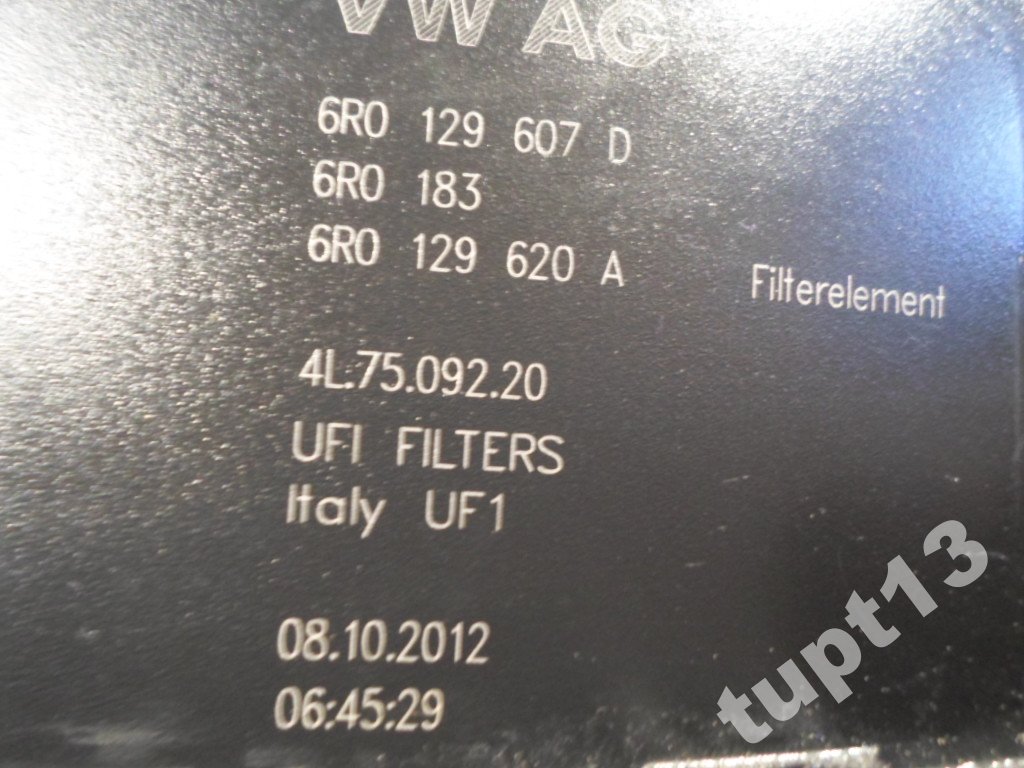 VW AG
6R0 129 607 D
6R0 183
6R0 129 620 A Filterelement
4L.75.092.20
UFI FILTERS
Italy UF1
08.10.2012
06:45:29
tupt13